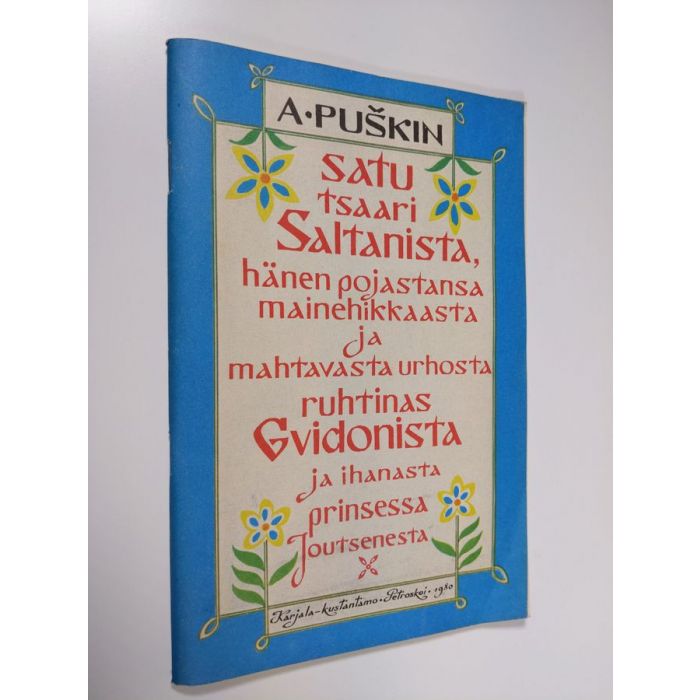 A·PUŠKIN
Satu
tsaari
Saltanista,
hänen pojastansa
mainehikkaasta
ja
mahtavasta urhosta
ruhtinas
Gvidonista
ja ihanasta
prinsessa
Joutsenesta
Karjala-kustantamo·Petroskoi·1980